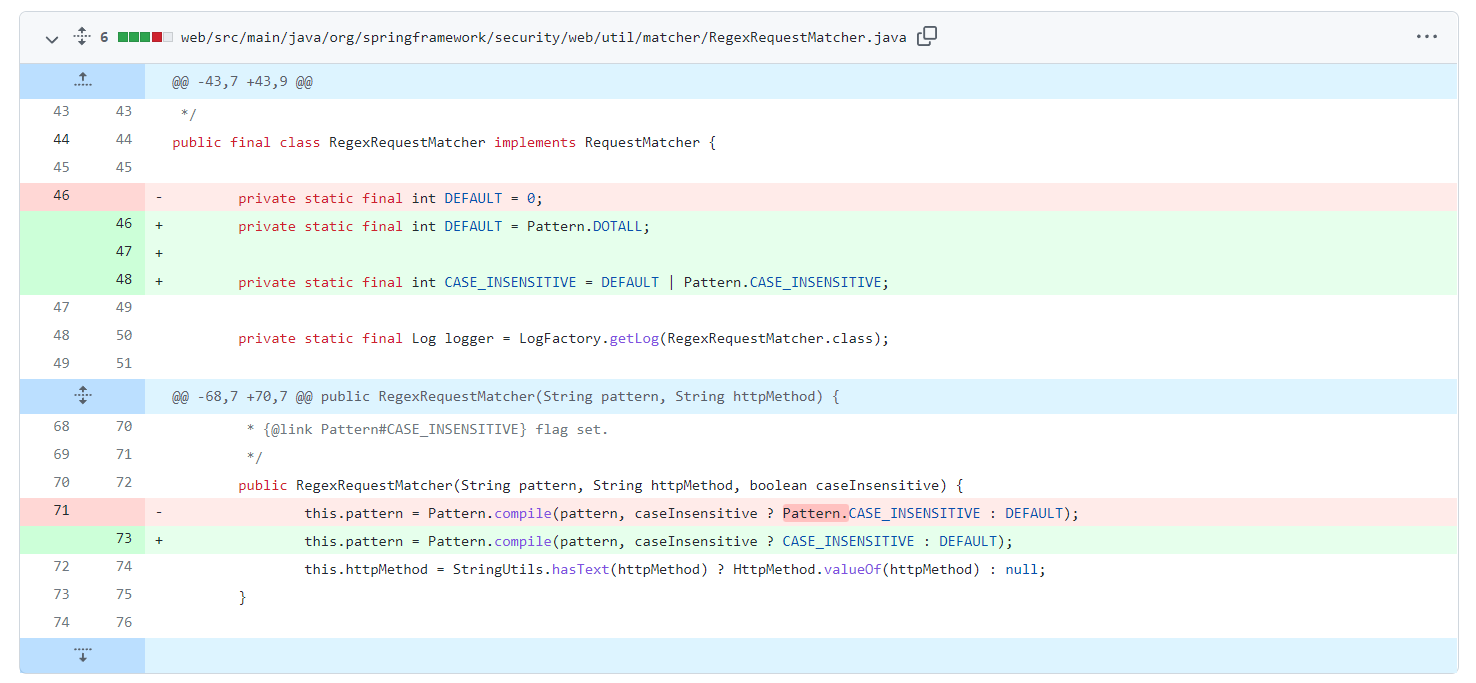 6 web/src/main/java/org/springframework/security/web/util/matcher/RegexRequestMatcher.java
@@ -43,7 +43,9 @@
43 43 */
44 44 public final class RegexRequestMatcher implements RequestMatcher {
45 45
46 - private static final int DEFAULT = 0;
46 + private static final int DEFAULT = Pattern.DOTALL;
47 +
48 + private static final int CASE_INSENSITIVE = DEFAULT | Pattern.CASE_INSENSITIVE;
47 49
48 50 private static final Log logger = LogFactory.getLog(RegexRequestMatcher.class);
49 51
@@ -68,7 +70,7 @@ public RegexRequestMatcher(String pattern, String httpMethod) {
68 70 * {@link Pattern#CASE_INSENSITIVE} flag set.
69 71 */
70 72 public RegexRequestMatcher(String pattern, String httpMethod, boolean caseInsensitive) {
71 - this.pattern = Pattern.compile(pattern, caseInsensitive ? Pattern.CASE_INSENSITIVE : DEFAULT);
73 + this.pattern = Pattern.compile(pattern, caseInsensitive ? CASE_INSENSITIVE : DEFAULT);
72 74 this.httpMethod = StringUtils.hasText(httpMethod) ? HttpMethod.valueOf(httpMethod) : null;
73 75 }
74 76